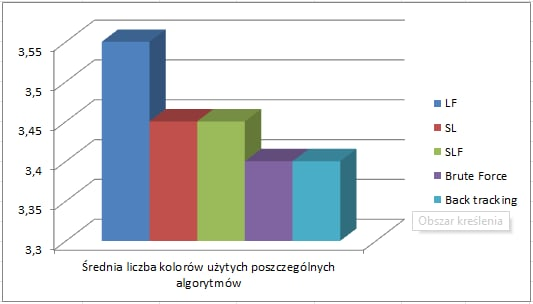 3,55
3,5
3,45
3,4
3,35
3,3
LF
SL
SLF
Brute Force
Back tracking
Obszar kreślenia
Średnia liczba kolorów użytych poszczególnych
algorytmów